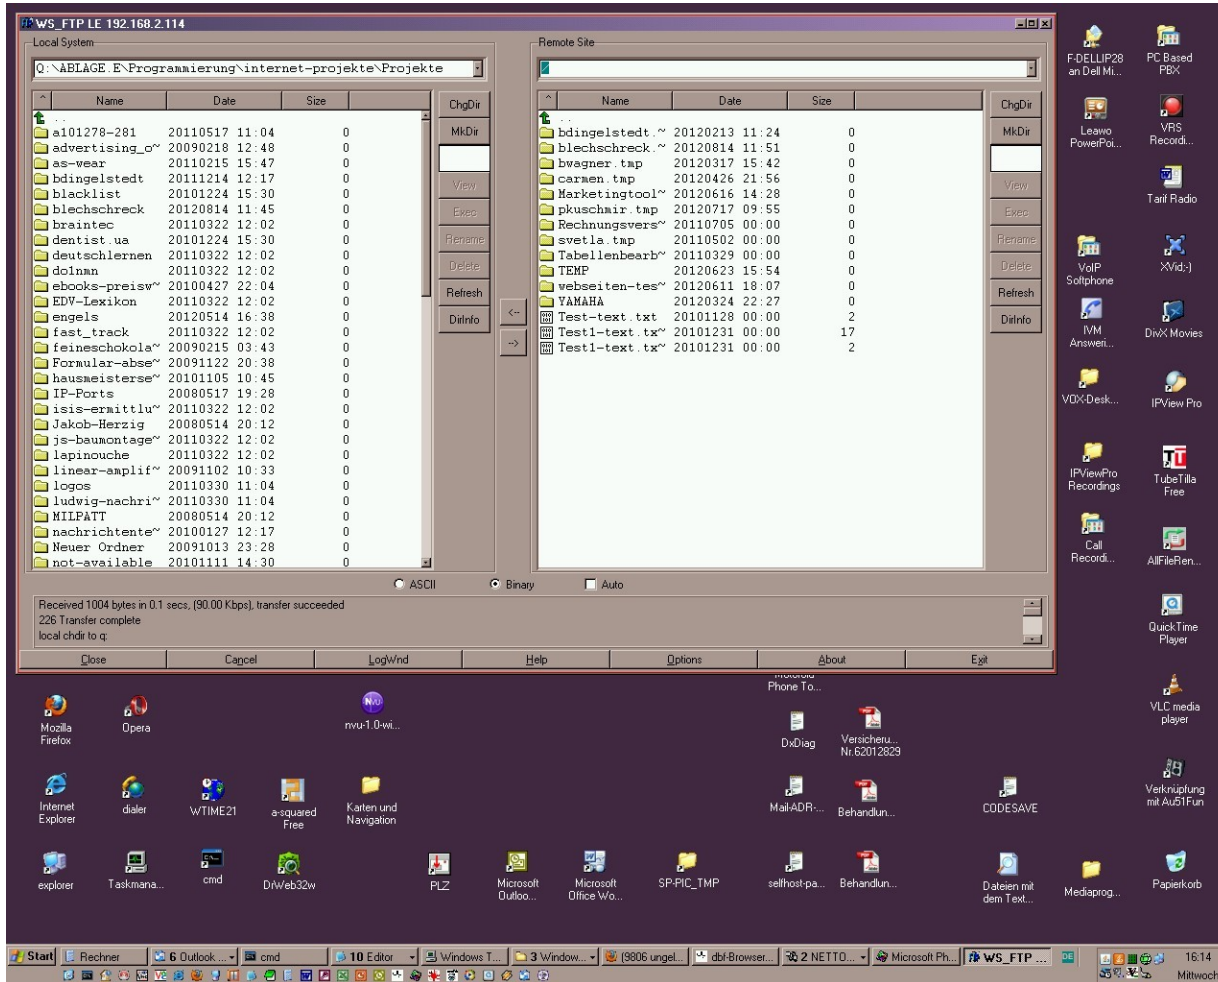 WS_FTP LE 192.168.2.114
Local System
Q:\ABLAGE.E\Programmierung\internet-projekte\Projekte
^ Name Date Size
..
a101278-281 20110517 11:04 0
advertising_o~ 20090218 12:48 0
as-wear 20110215 15:47 0
bdingelstedt 20111214 12:17 0
blacklist 20101224 15:30 0
blechschreck 20120814 11:45 0
braintec 20110322 12:02 0
dentist.ua 20101224 15:30 0
deutschlernen 20110322 12:02 0
do1nmn 20110322 12:02 0
ebooks-preisw~ 20100427 22:04 0
EDV-Lexikon 20110322 12:02 0
engels 20120514 16:38 0
fast_track 20110322 12:02 0
feineschokola~ 20090215 03:43 0
Formular-abse~ 20091122 20:38 0
hausmeisterse~ 20101105 10:45 0
IP-Ports 20080517 19:28 0
isis-ermittlu~ 20110322 12:02 0
Jakob-Herzig 20080514 20:12 0
js-baumontage~ 20110322 12:02 0
lapinouche 20110322 12:02 0
linear-amplif~ 20091102 10:33 0
logos 20110330 11:04 0
ludwig-nachri~ 20110330 11:04 0
MILPATT 20080514 20:12 0
nachrichtente~ 20100127 12:17 0
Neuer Ordner 20091013 23:28 0
not-available 20101111 14:30 0
ChgDir
MkDir
View
Exec
Rename
Delete
Refresh
DirInfo
<--
-->
Remote Site
/
^ Name Date Size
..
bdingelstedt.~ 20120213 11:24 0
blechschreck.~ 20120814 11:51 0
bwagner.tmp 20120317 15:42 0
carmen.tmp 20120426 21:56 0
Marketingtool~ 20120616 14:28 0
pkuschmir.tmp 20120717 09:55 0
Rechnungsvers~ 20110705 00:00 0
svetla.tmp 20110502 00:00 0
Tabellenbearb~ 20110329 00:00 0
TEMP 20120623 15:54 0
webseiten-tes~ 20120611 18:07 0
YAMAHA 20120324 22:27 0
Test-text.txt 20101128 00:00 2
Test1-text.tx~ 20101231 00:00 17
Test1-text.tx~ 20101231 00:00 2
ChgDir
MkDir
View
Exec
Rename
Delete
Refresh
DirInfo
ASCII Binary Auto
Received 1004 bytes in 0.1 secs, (90.00 Kbps), transfer succeeded
226 Transfer complete
local chdir to q:
Close Cancel LogWnd Help Options About Exit
F-DELLIP28
an Dell Mi...
PC Based
PBX
Leawo
PowerPoi...
VRS
Recordi...
Tarif Radio
VoIP
Softphone
XVid;-)
IVM
Answeri...
DivX Movies
VOX-Desk...
IPView Pro
IPViewPro
Recordings
TubeTilla
Free
Call
Recordi...
AllFileRen...
QuickTime
Player
Phone To...
VLC media
player
Mozilla
Firefox
Opera
nvu-1.0-wi...
DxDiag
Versicheru...
Nr.62012829
Verknüpfung
mit Au51Fun
Internet
Explorer
dialer
WTIME21
a-squared
Free
Karten und
Navigation
Mail-ADR-...
Behandlun...
CODESAVE
explorer
Taskmana...
cmd
DrWeb32w
PLZ
Microsoft
Outloo...
Microsoft
Office Wo...
SP-PIC_TMP
selfhost-pa...
Behandlun...
Dateien mit
dem Text...
Mediaprog...
Papierkorb
Start Rechner 6 Outlook ... cmd 10 Editor Windows T... 3 Window... (9806 ungel... dbf-Browser... 2 NETTO... Microsoft Ph... WS_FTP ... DE 16:14
Mittwoch